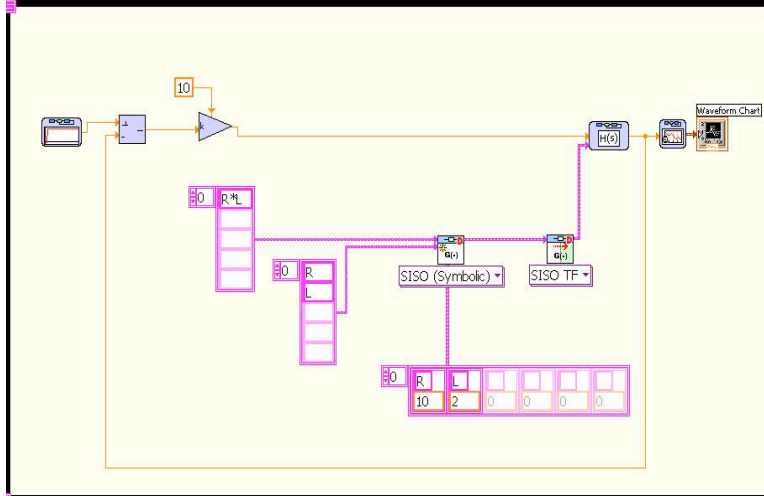 10
Waveform Chart
k
H(s)
0
R*L
0
R
L
G(·)
G(·)
SISO (Symbolic)
SISO TF
0
R L
10 2 0 0 0 0